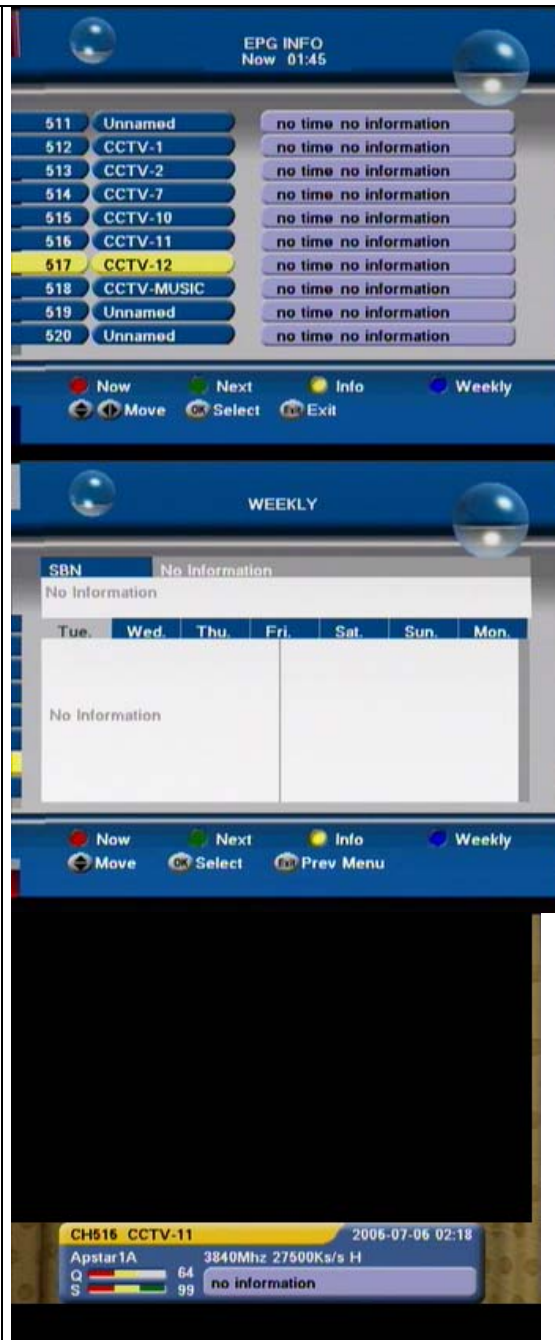 EPG INFO
Now 01:45
511 Unnamed no time no information
512 CCTV-1 no time no information
513 CCTV-2 no time no information
514 CCTV-7 no time no information
515 CCTV-10 no time no information
516 CCTV-11 no time no information
517 CCTV-12 no time no information
518 CCTV-MUSIC no time no information
519 Unnamed no time no information
520 Unnamed no time no information
Now Next Info Weekly
Move OK Select Exit Exit
WEEKLY
SBN No Information
No Information
Tue. Wed. Thu. Fri. Sat. Sun. Mon.
No Information
Now Next Info Weekly
Move OK Select Exit Prev Menu
CH516 CCTV-11 2006-07-06 02:18
Apstar1A 3840Mhz 27500Ks/s H
Q 64
S 99 no information